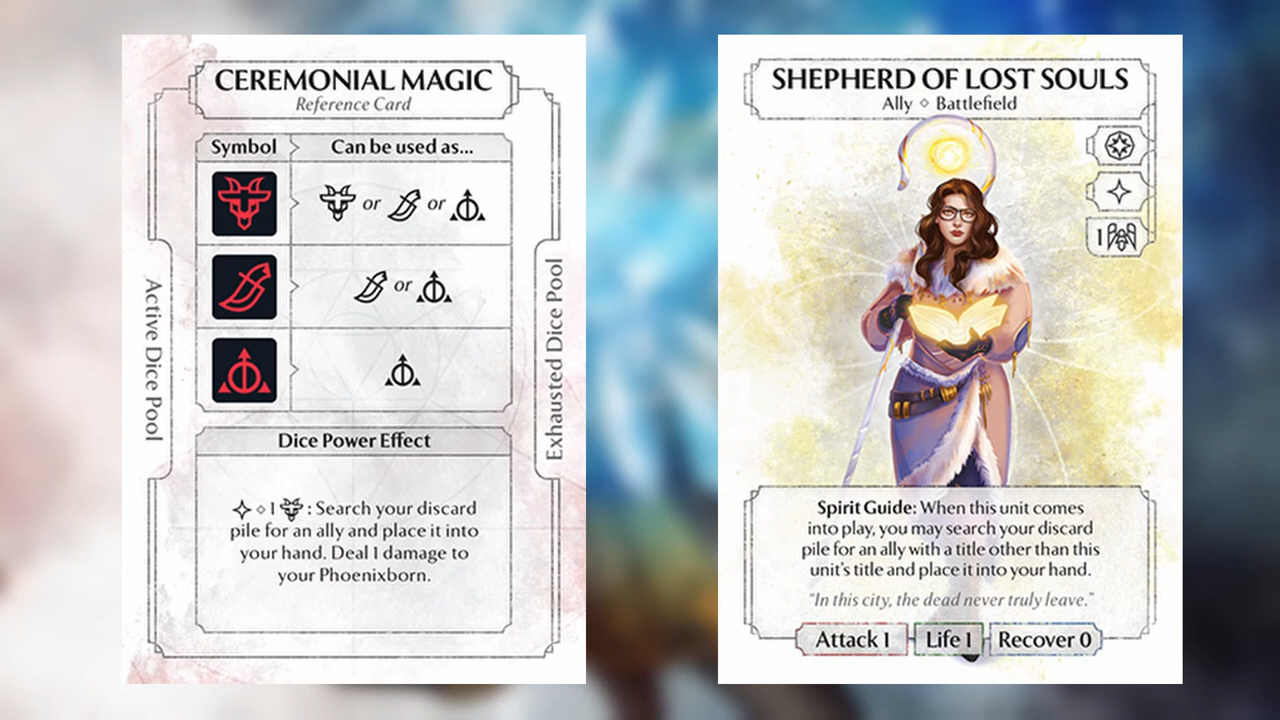 CEREMONIAL MAGIC
Reference Card
Symbol
Can be used as...
or or
or
Active Dice Pool
Exhausted Dice Pool
Dice Power Effect
1 : Search your discard
pile for an ally and place it into
your hand. Deal 1 damage to
your Phoenixborn.
SHEPHERD OF LOST SOULS
Ally ⋄ Battlefield
1
Spirit Guide: When this unit comes
into play, you may search your discard
pile for an ally with a title other than this
unit's title and place it into your hand.
"In this city, the dead never truly leave."
Attack 1
Life 1
Recover 0